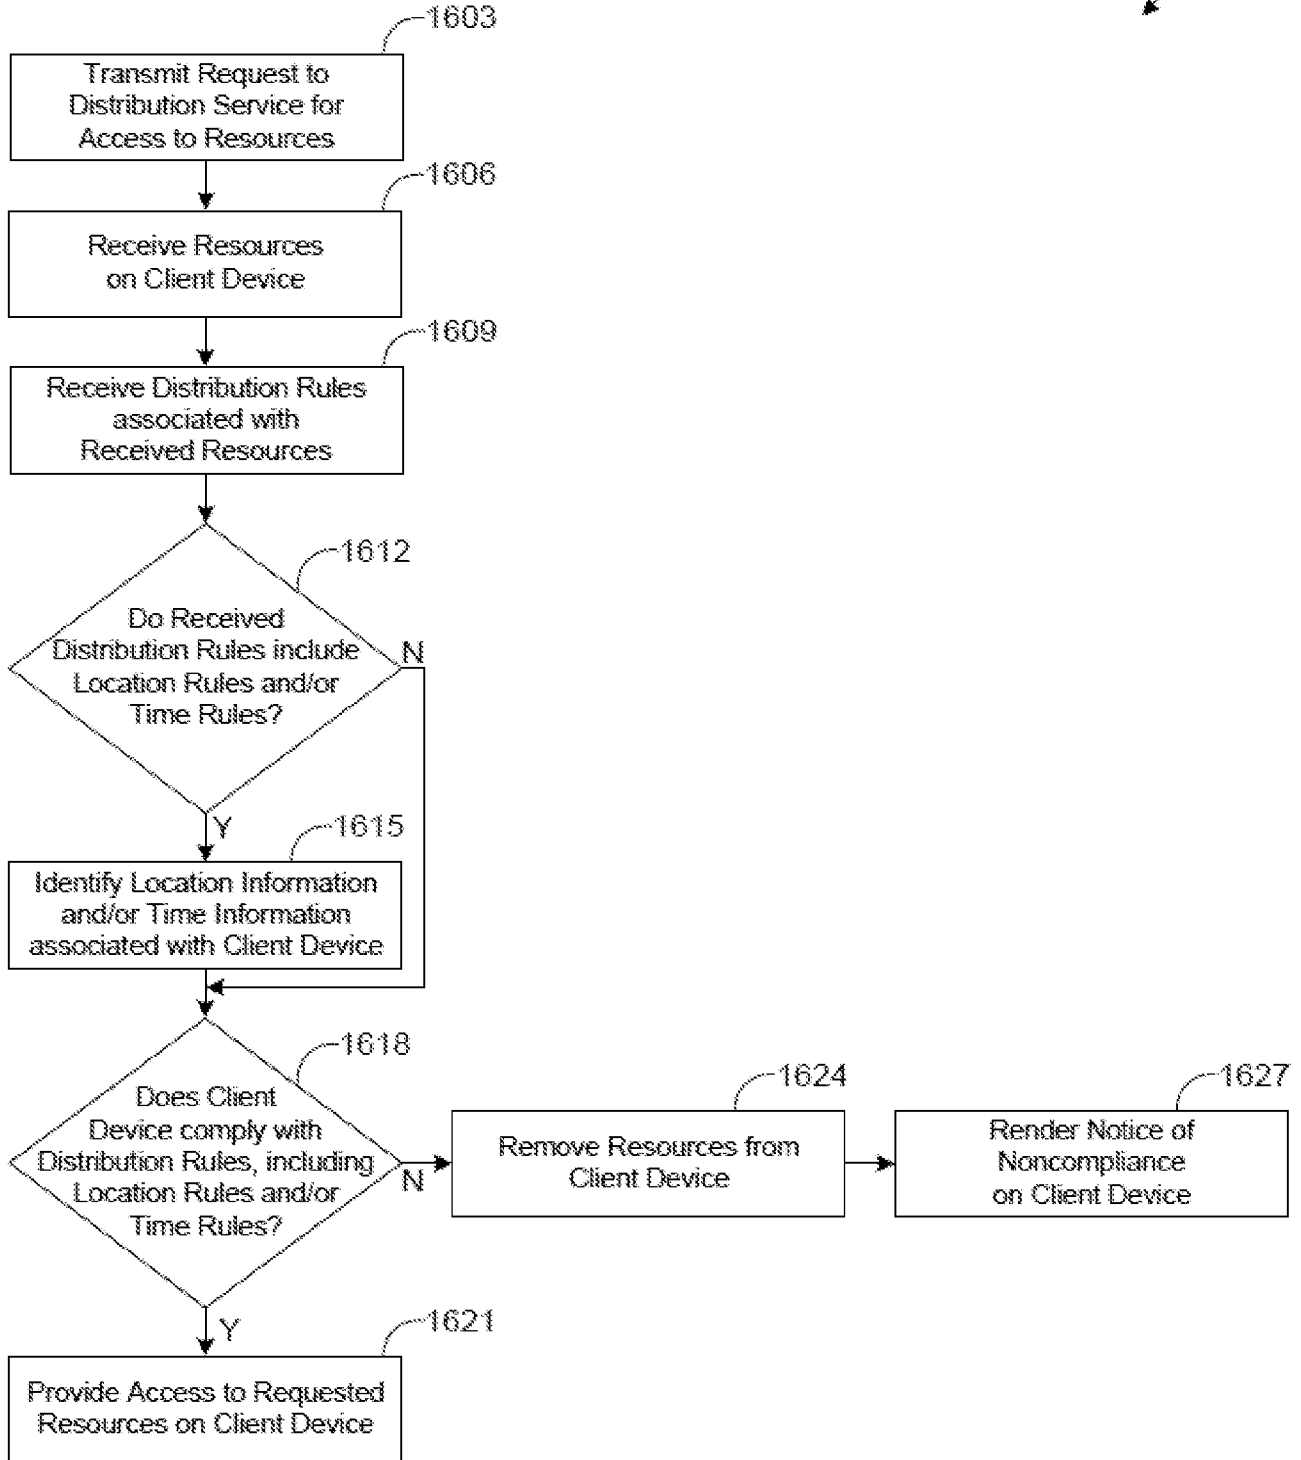 1603
Transmit Request to
Distribution Service for
Access to Resources
1606
Receive Resources
on Client Device
1609
Receive Distribution Rules
associated with
Received Resources
1612
Do Received
Distribution Rules include
Location Rules and/or
Time Rules?
N
Y
1615
Identify Location Information
and/or Time Information
associated with Client Device
1618
Does Client
Device comply with
Distribution Rules, including
Location Rules and/or
Time Rules?
N
1624
Remove Resources from
Client Device
1627
Render Notice of
Noncompliance
on Client Device
Y
1621
Provide Access to Requested
Resources on Client Device